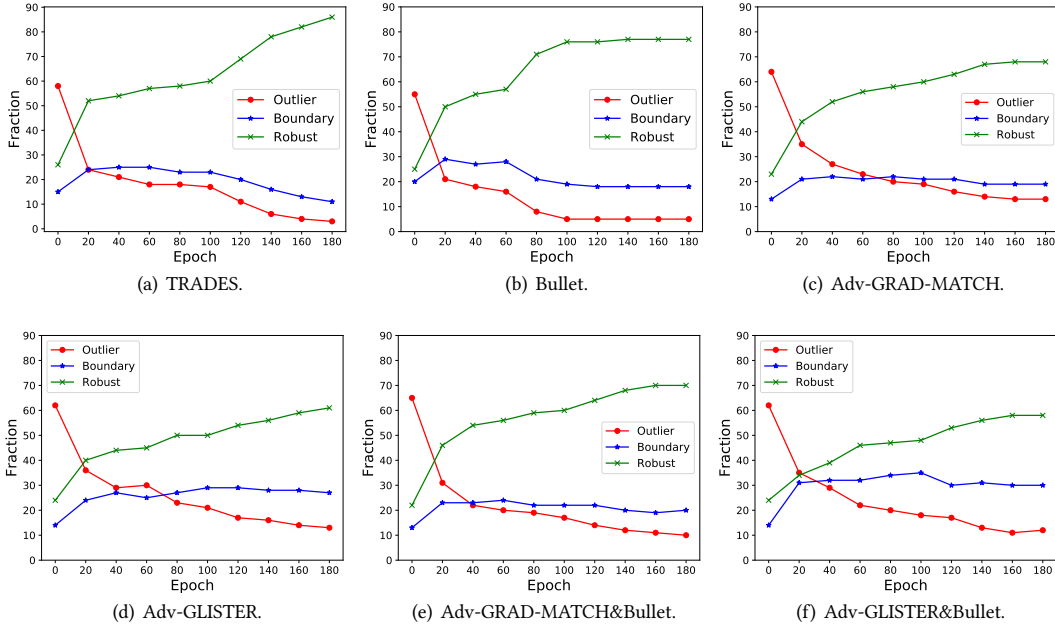 90
80
70
60
50
40
30
20
10
0
Fraction
Outlier
Boundary
Robust
0 20 40 60 80 100 120 140 160 180
Epoch
(a) TRADES.
90
80
70
60
50
40
30
20
10
0
Fraction
Outlier
Boundary
Robust
0 20 40 60 80 100 120 140 160 180
Epoch
(b) Bullet.
90
80
70
60
50
40
30
20
10
0
Fraction
Outlier
Boundary
Robust
0 20 40 60 80 100 120 140 160 180
Epoch
(c) Adv-GRAD-MATCH.
90
80
70
60
50
40
30
20
10
0
Fraction
Outlier
Boundary
Robust
0 20 40 60 80 100 120 140 160 180
Epoch
(d) Adv-GLISTER.
90
80
70
60
50
40
30
20
10
0
Fraction
Outlier
Boundary
Robust
0 20 40 60 80 100 120 140 160 180
Epoch
(e) Adv-GRAD-MATCH&Bullet.
90
80
70
60
50
40
30
20
10
0
Fraction
Outlier
Boundary
Robust
0 20 40 60 80 100 120 140 160 180
Epoch
(f) Adv-GLISTER&Bullet.